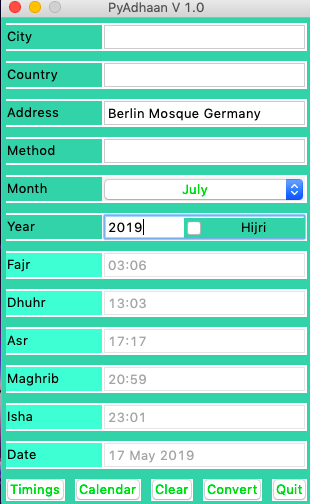 PyAdhaan V 1.0
City
Country
Address Berlin Mosque Germany
Method
Month July
Year 2019 Hijri
Fajr 03:06
Dhuhr 13:03
Asr 17:17
Maghrib 20:59
Isha 23:01
Date 17 May 2019
Timings Calendar Clear Convert Quit